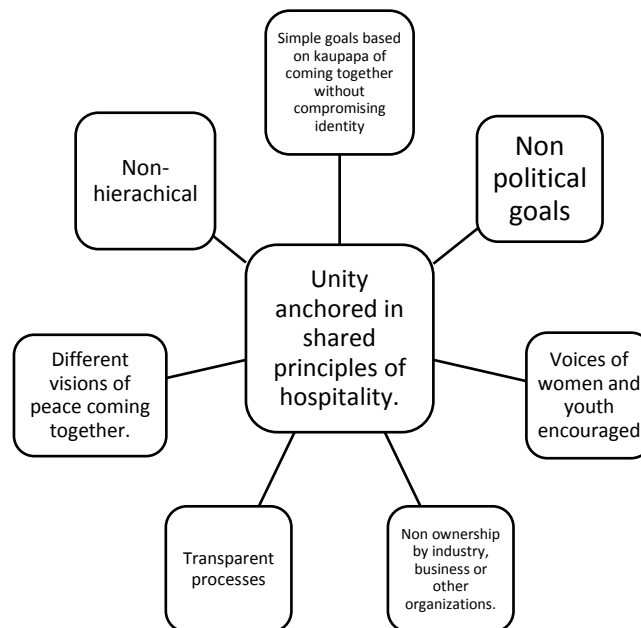 Simple goals based
on kaupapa of
coming together
without
compromising
identity
Non-
hierachical
Non
political
goals
Unity
anchored in
shared
principles of
hospitality.
Different
visions of
peace coming
together.
Voices of
women and
youth
encouraged
Transparent
processes
Non ownership
by industry,
business or
other
organizations.